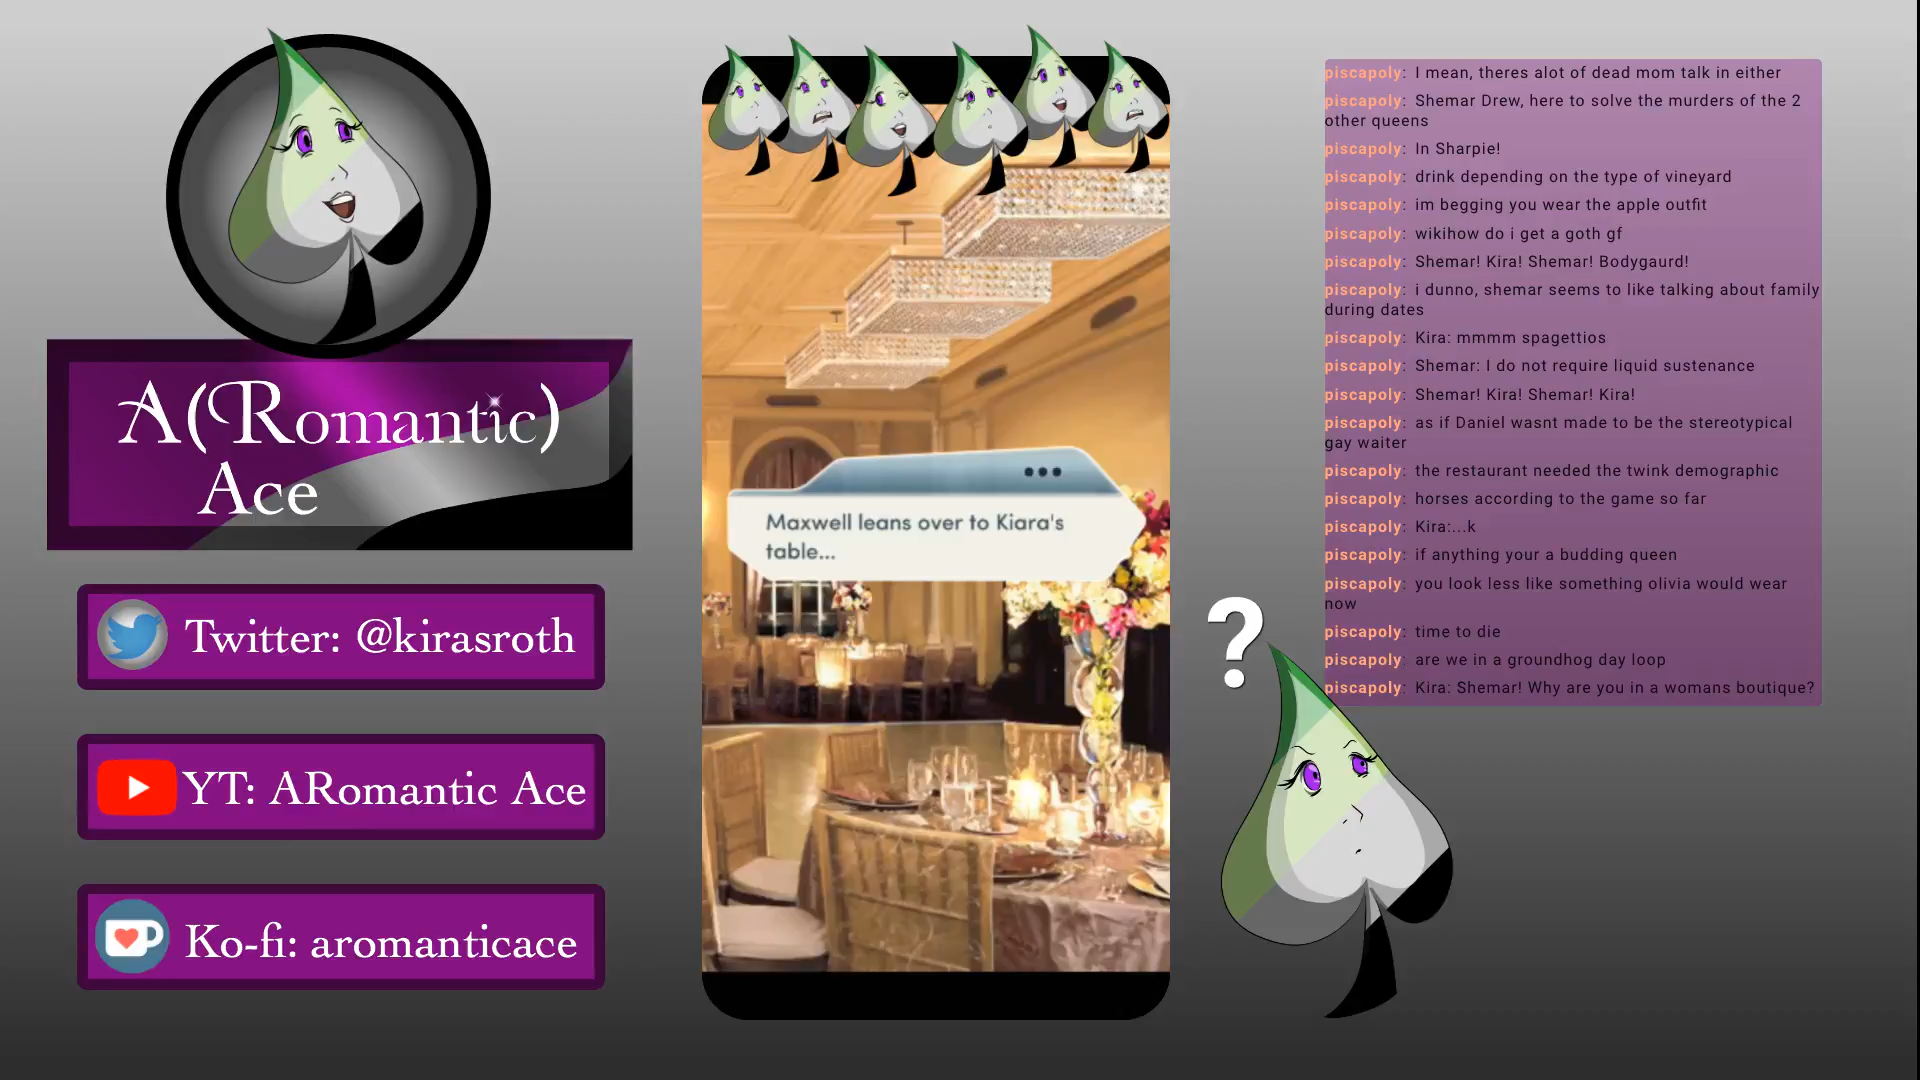 A(Romantic)
Ace
Twitter: @kirasroth
YT: ARomantic Ace
Ko-fi: aromanticace
Maxwell leans over to Kiara's
table...
?
piscapoly: I mean, theres alot of dead mom talk in either
piscapoly: Shemar Drew, here to solve the murders of the 2
other queens
piscapoly: In Sharpie!
piscapoly: drink depending on the type of vineyard
piscapoly: im begging you wear the apple outfit
piscapoly: wikihow do i get a goth gf
piscapoly: Shemar! Kira! Shemar! Bodygaurd!
piscapoly: i dunno, shemar seems to like talking about family
during dates
piscapoly: Kira: mmmm spagettios
piscapoly: Shemar: I do not require liquid sustenance
piscapoly: Shemar! Kira! Shemar! Kira!
piscapoly: as if Daniel wasnt made to be the stereotypical
gay waiter
piscapoly: the restaurant needed the twink demographic
piscapoly: horses according to the game so far
piscapoly: Kira:...k
piscapoly: if anything your a budding queen
piscapoly: you look less like something olivia would wear
now
piscapoly: time to die
piscapoly: are we in a groundhog day loop
piscapoly: Kira: Shemar! Why are you in a womans boutique?